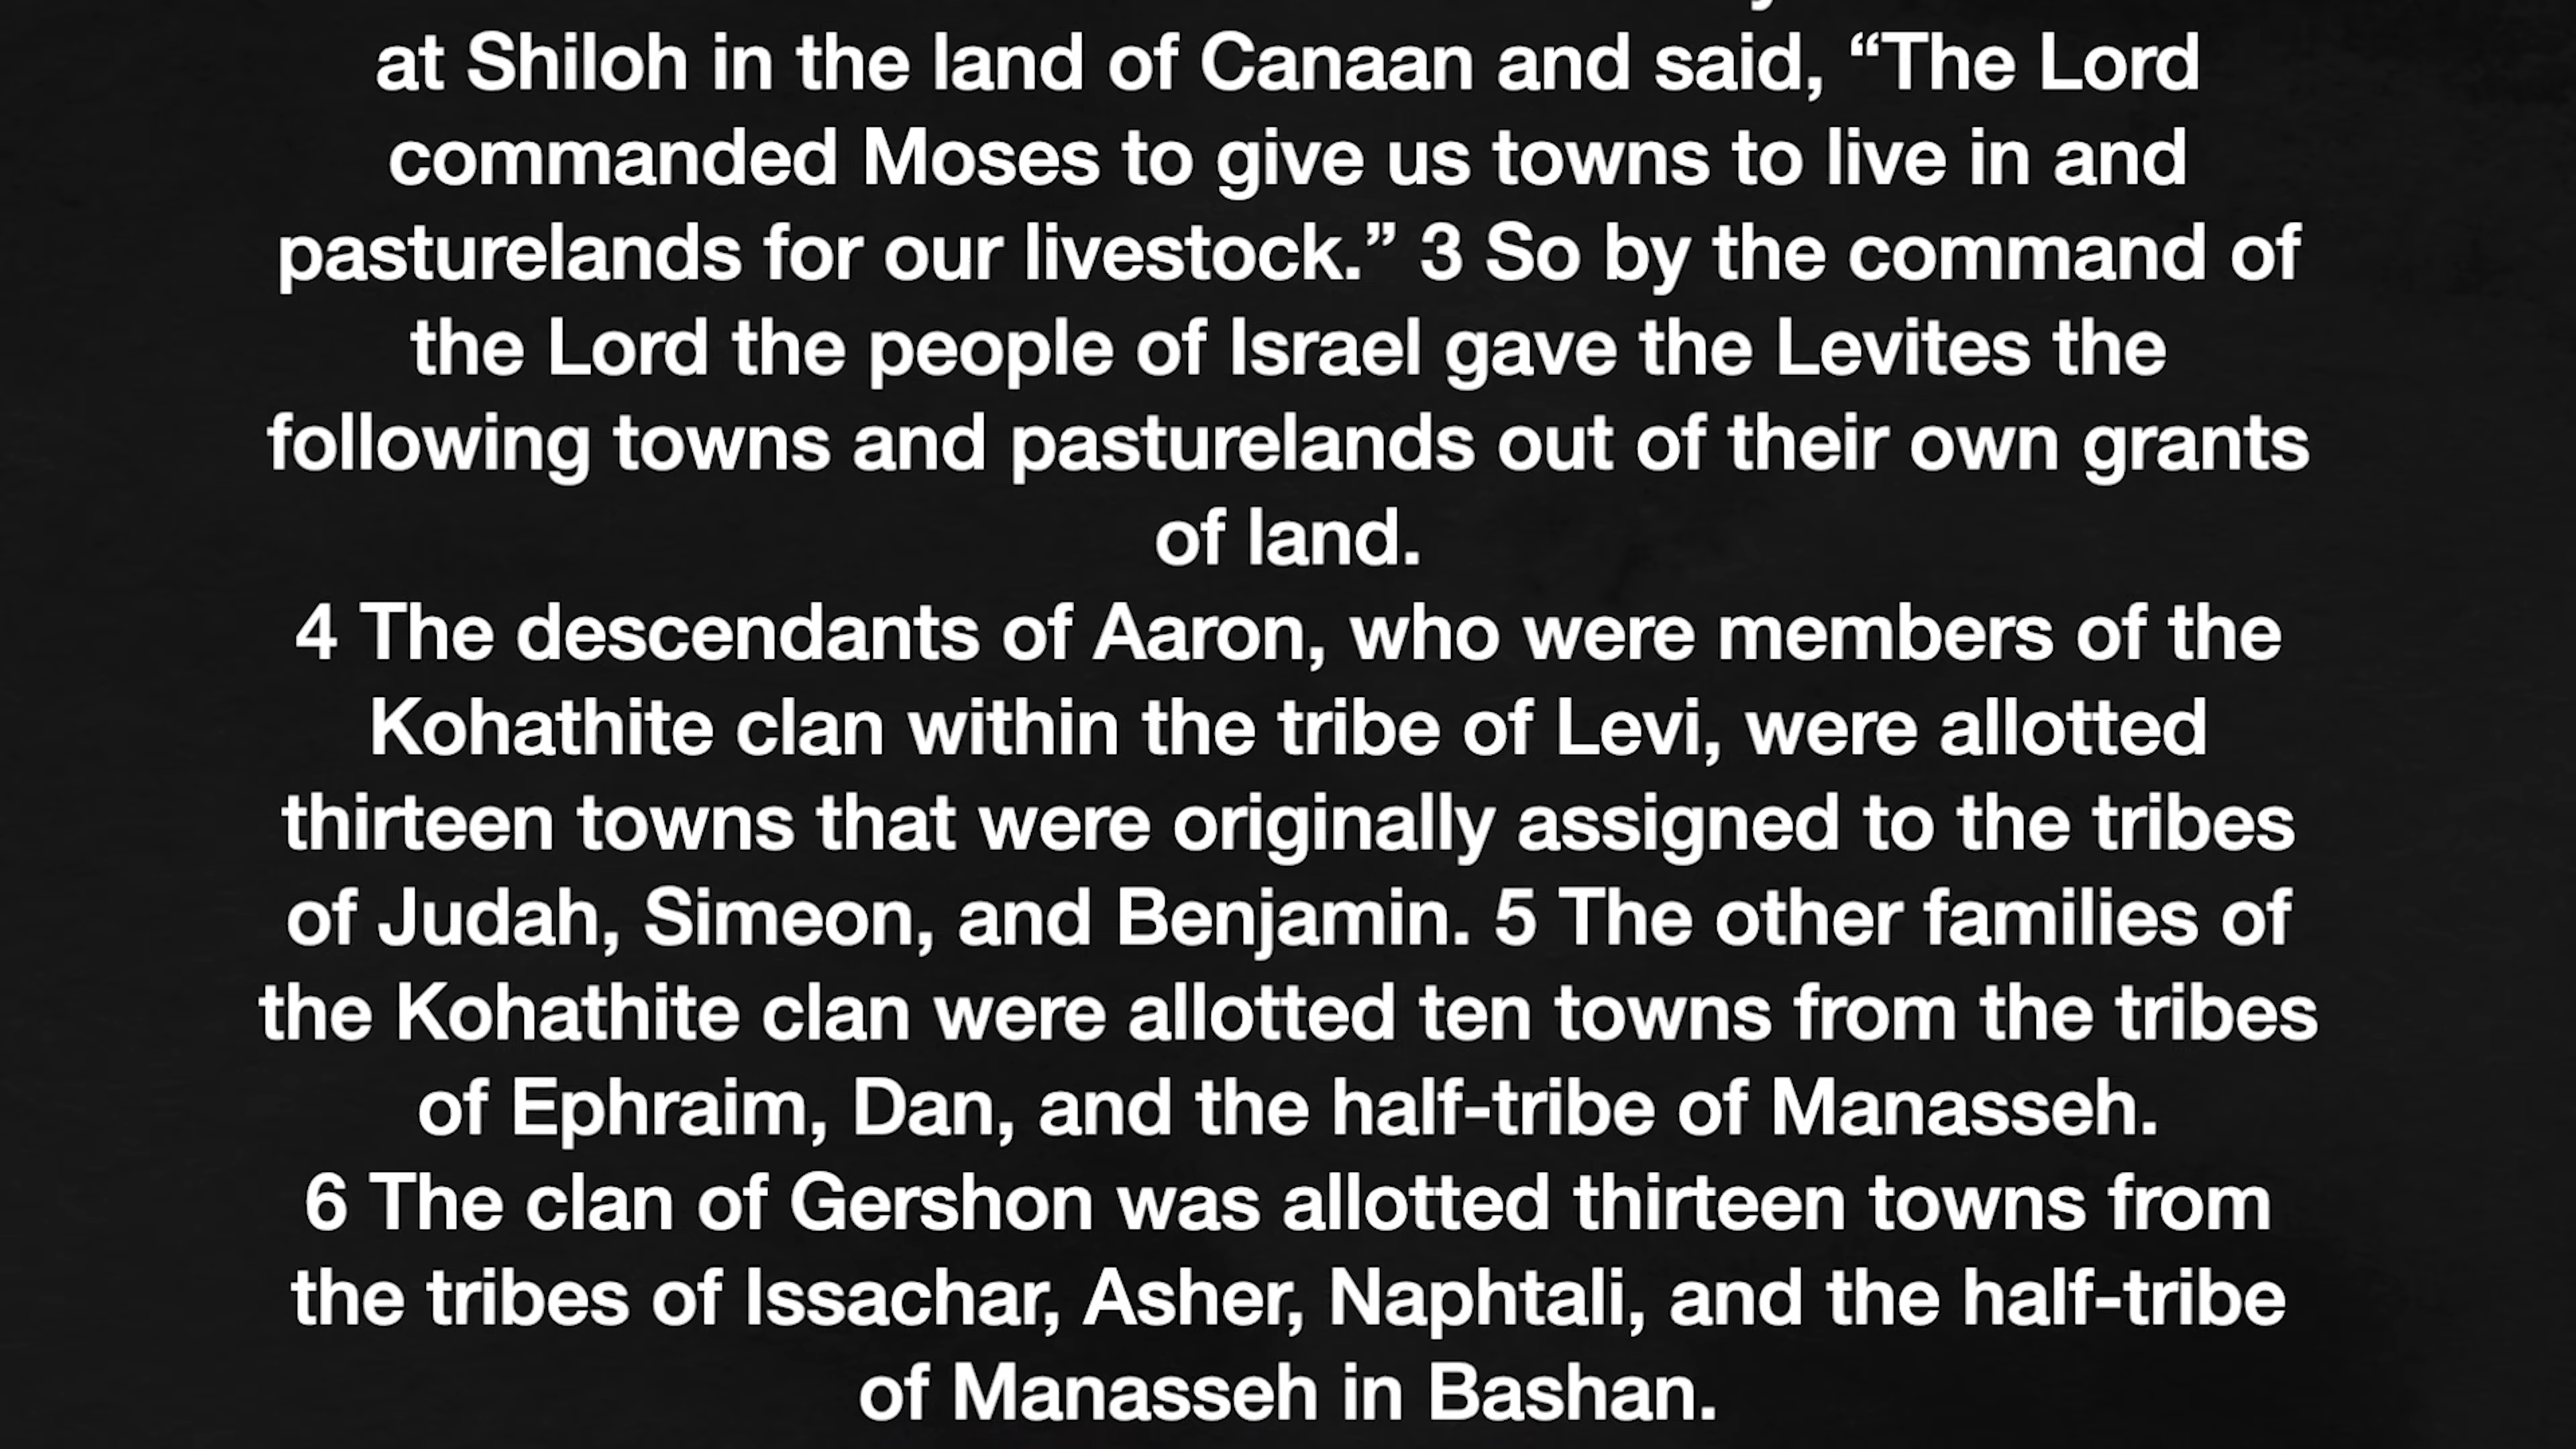 at Shiloh in the land of Canaan and said, “The Lord
commanded Moses to give us towns to live in and
pasturelands for our livestock.” 3 So by the command of
the Lord the people of Israel gave the Levites the
following towns and pasturelands out of their own grants
of land.
4 The descendants of Aaron, who were members of the
Kohathite clan within the tribe of Levi, were allotted
thirteen towns that were originally assigned to the tribes
of Judah, Simeon, and Benjamin. 5 The other families of
the Kohathite clan were allotted ten towns from the tribes
of Ephraim, Dan, and the half-tribe of Manasseh.
6 The clan of Gershon was allotted thirteen towns from
the tribes of Issachar, Asher, Naphtali, and the half-tribe
of Manasseh in Bashan.